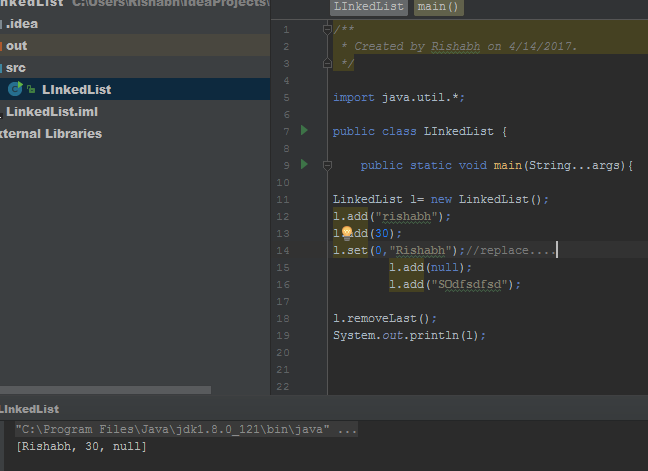 nkedList C:\Users\Rishabh\IdeaProjects\
.idea
out
src
LInkedList
LinkedList.iml
xternal Libraries
LInkedList main()
1 /**
2 * Created by Rishabh on 4/14/2017.
3 */
4
5 import java.util.*;
6
7 public class LInkedList {
8
9 public static void main(String...args){
10
11 LinkedList l= new LinkedList();
12 l.add("rishabh");
13 l.add(30);
14 l.set(0,"Rishabh");//replace....
15 l.add(null);
16 l.add("SOdfsdfsd");
17
18 l.removeLast();
19 System.out.println(l);
20
21
22
LInkedList
"C:\Program Files\Java\jdk1.8.0_121\bin\java" ...
[Rishabh, 30, null]